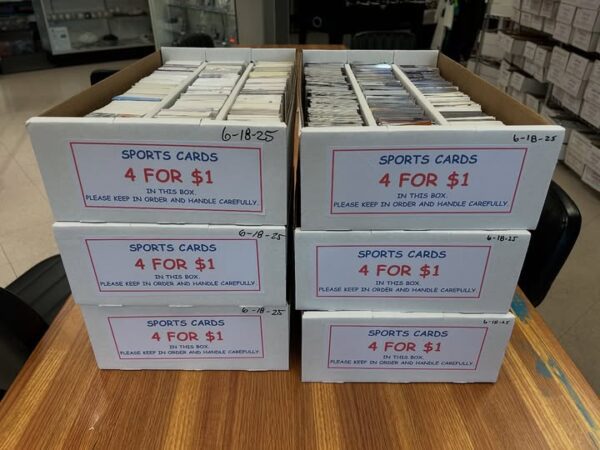 6-18-25
SPORTS CARDS
4 FOR $1
IN THIS BOX.
PLEASE KEEP IN ORDER AND HANDLE CAREFULLY.
6-18-25
SPORTS CARDS
4 FOR $1
IN THIS BOX.
PLEASE KEEP IN ORDER AND HANDLE CAREFULLY.
6-18-25
SPORTS CARDS
4 FOR $1
IN THIS BOX.
PLEASE KEEP IN ORDER AND HANDLE CAREFULLY.
6-18-25
SPORTS CARDS
4 FOR $1
IN THIS BOX.
PLEASE KEEP IN ORDER AND HANDLE CAREFULLY.
6-18-25
SPORTS CARDS
4 FOR $1
IN THIS BOX.
PLEASE KEEP IN ORDER AND HANDLE CAREFULLY.
6-18-25
SPORTS CARDS
4 FOR $1
IN THIS BOX.
PLEASE KEEP IN ORDER AND HANDLE CAREFULLY